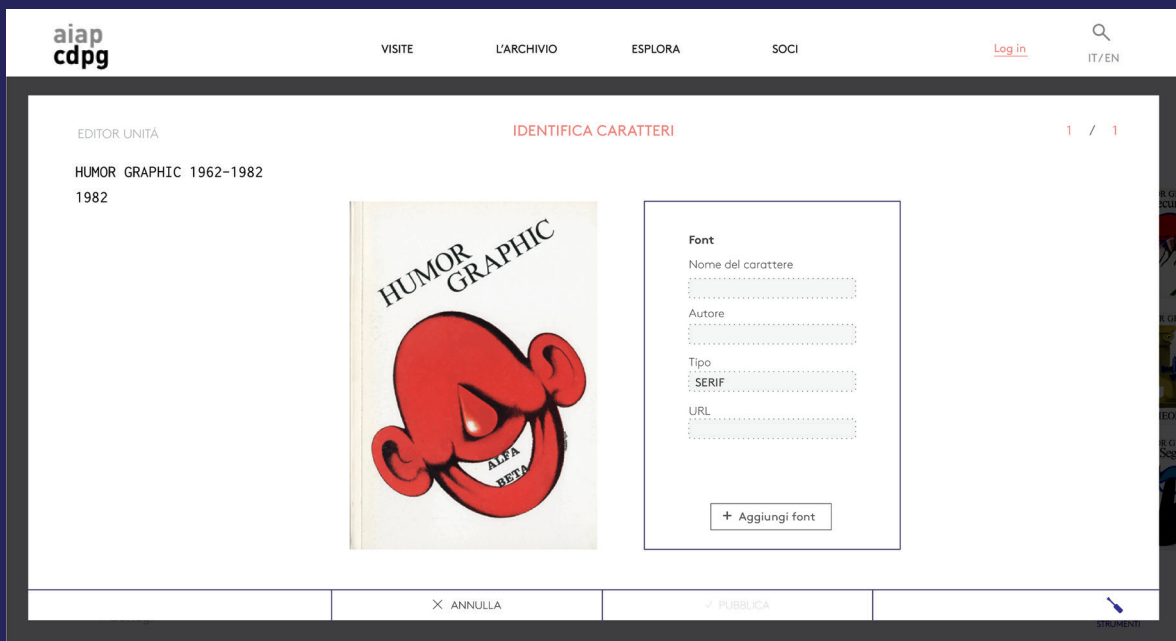 aiap
cdpg
VISITE
L'ARCHIVIO
ESPLORA
SOCI
Log in
IT/EN
EDITOR UNITÁ
IDENTIFICA CARATTERI
1 / 1
HUMOR GRAPHIC 1962-1982
1982
HUMOR
GRAPHIC
ALFA
BETA
Font
Nome del carattere
Autore
Tipo
SERIF
URL
+ Aggiungi font
ANNULLA
PUBBLICA
STRUMENTI